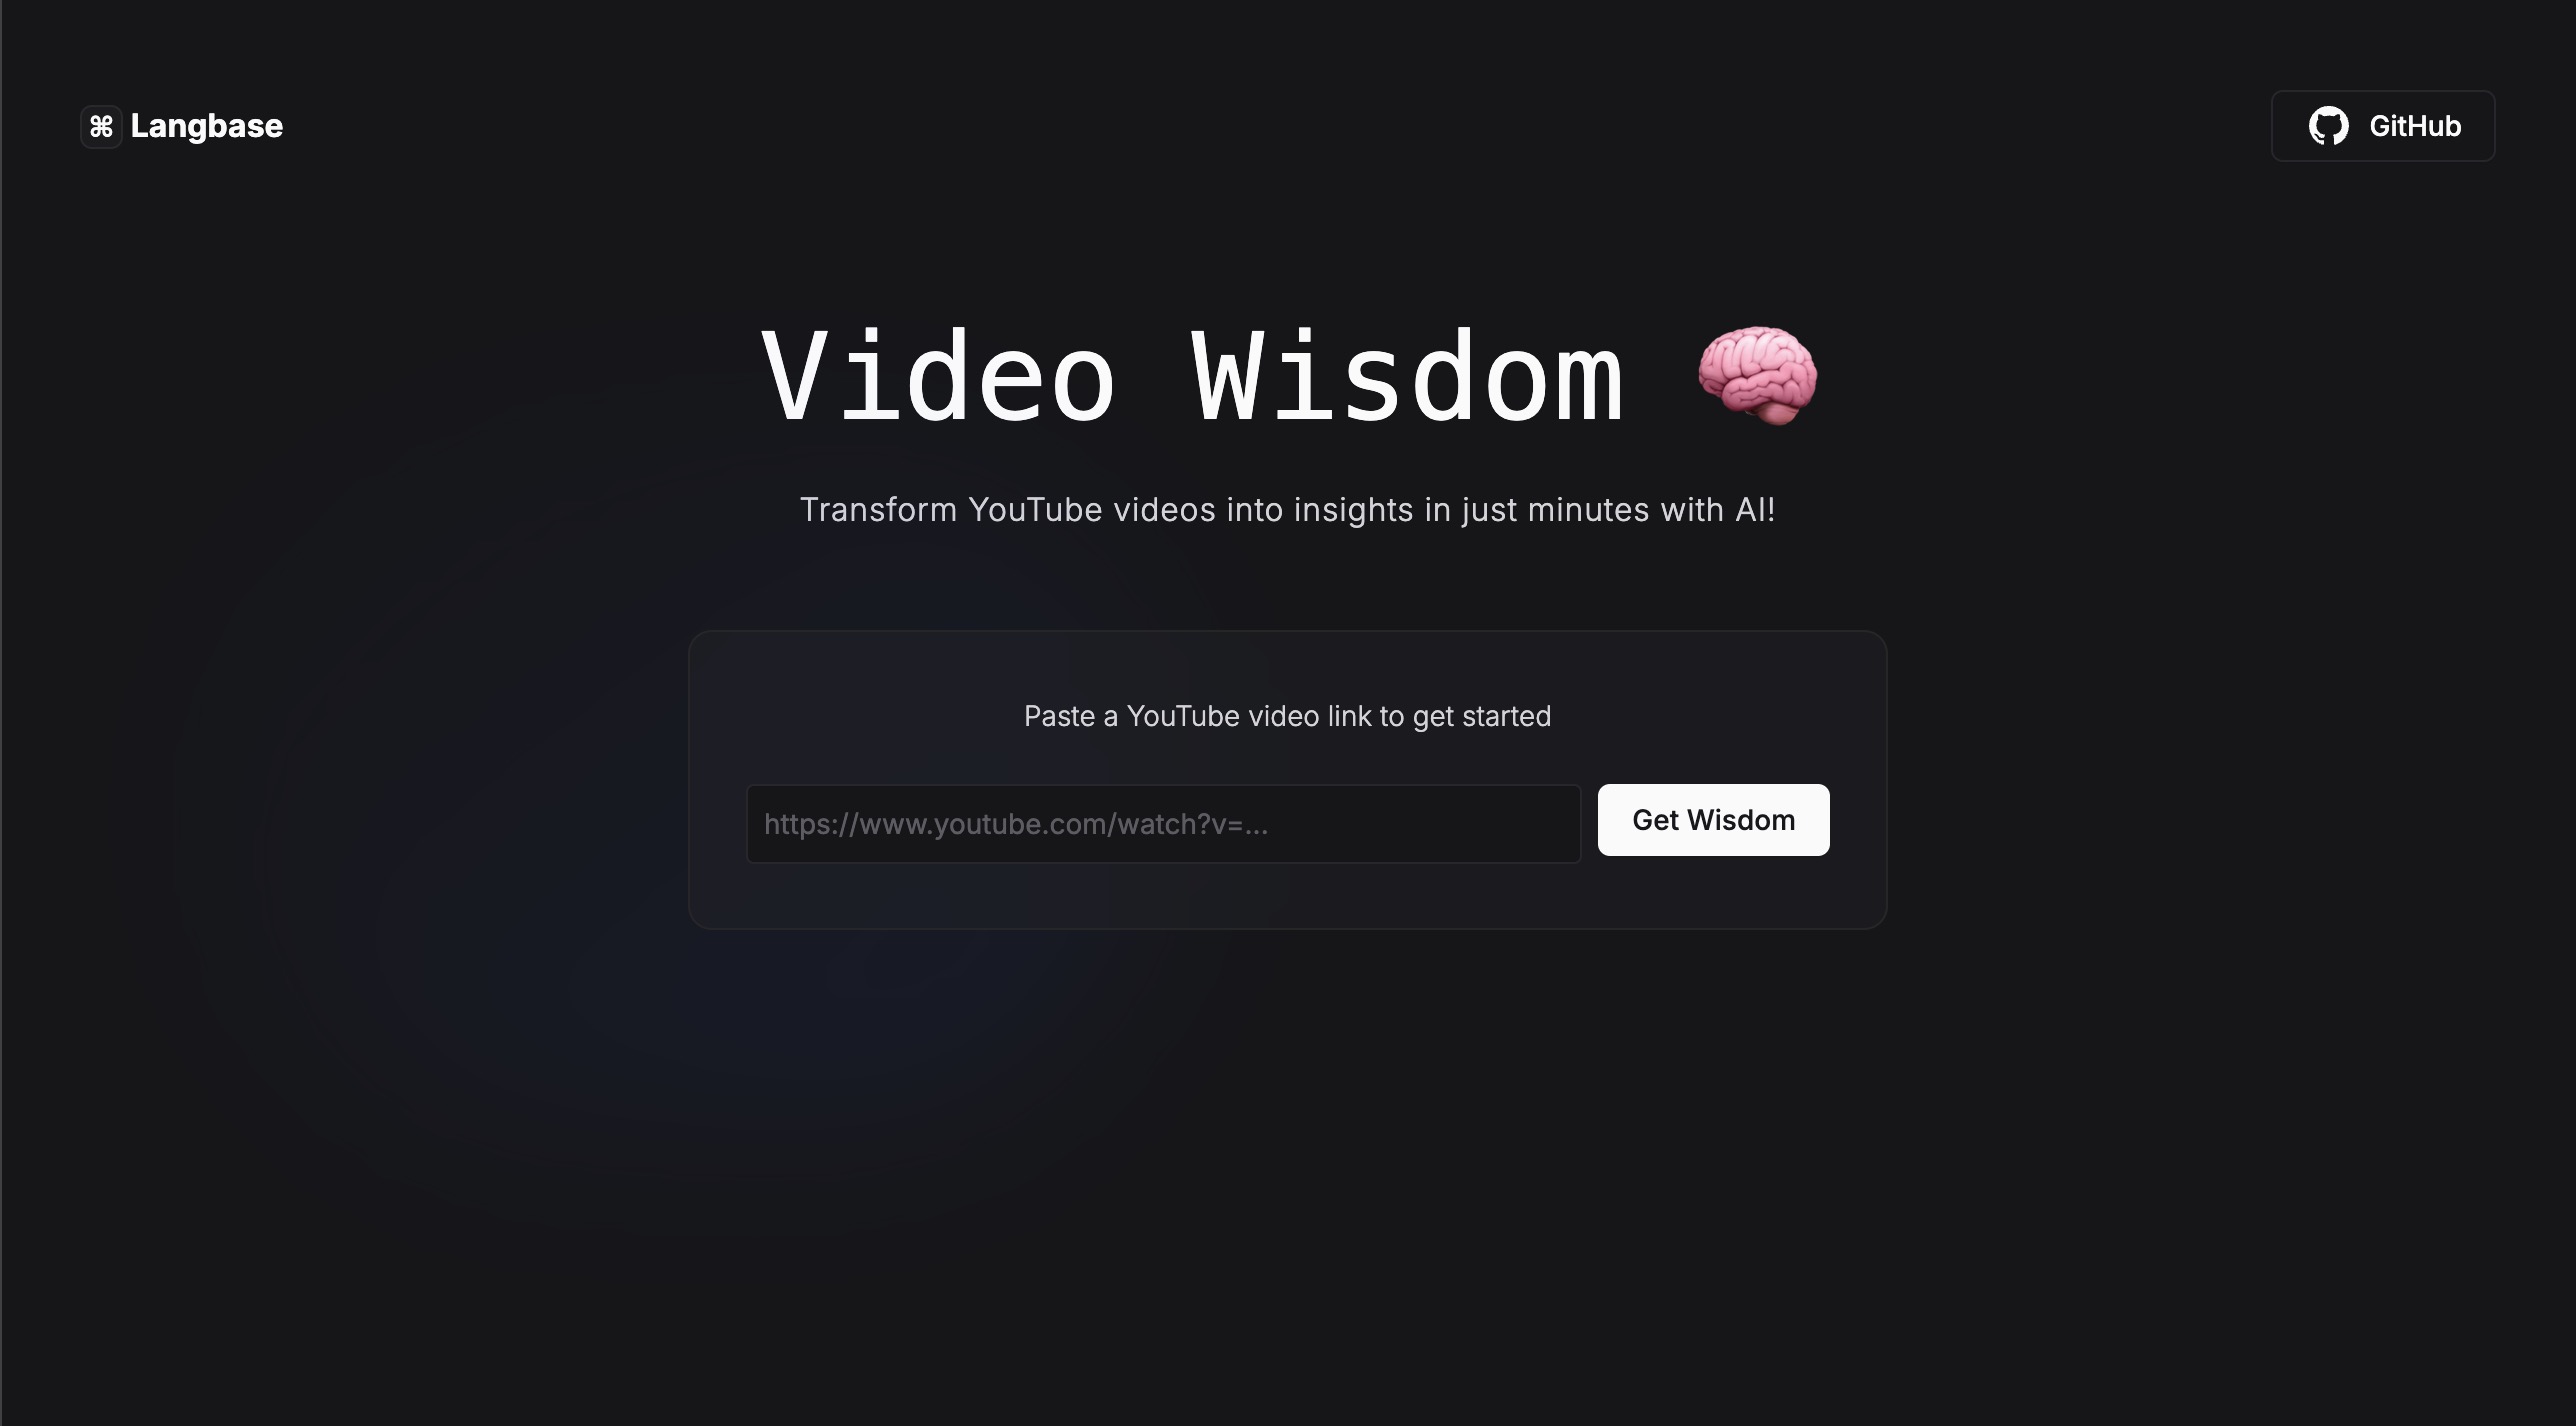 ⌘ Langbase
GitHub
Video Wisdom 🧠
Transform YouTube videos into insights in just minutes with AI!
Paste a YouTube video link to get started
https://www.youtube.com/watch?v=...
Get Wisdom